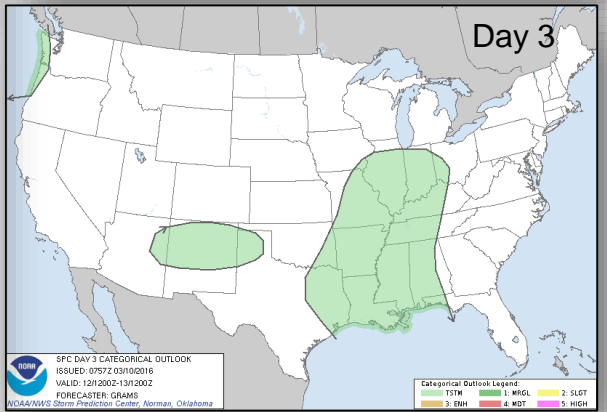 Day 3
NOAA
SPC DAY 3 CATEGORICAL OUTLOOK
ISSUED: 0757Z 03/10/2016
VALID: 12/1200Z-13/1200Z
FORECASTER: GRAMS
NOAA/NWS Storm Prediction Center, Norman, Oklahoma
Categorical Outlook Legend:
TSTM 1: MRGL 2: SLGT
3: ENH 4: MDT 5: HIGH